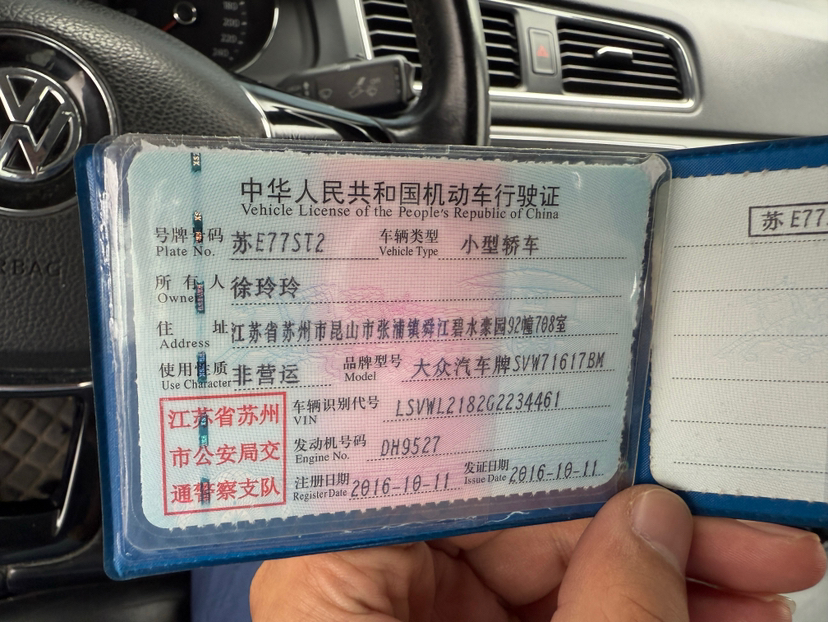 180
200
220
240
RBAG
中华人民共和国机动车行驶证
Vehicle License of the People's Republic of China
号牌号码 苏E77ST2 车辆类型 小型轿车
Plate No. Vehicle Type
所有人 徐玲玲
Owner
住址 江苏省苏州市昆山市张浦镇舜江碧水豪园92幢708室
Address
使用性质 非营运 品牌型号 大众汽车牌SVW71617BM
Use Character Model
江苏省苏州
市公安局交
通警察支队
车辆识别代号 LSVWL2182G2234461
VIN
发动机号码 DH9527
Engine No.
注册日期 2016-10-11 发证日期 2016-10-11
Register Date Issue Date
苏E77